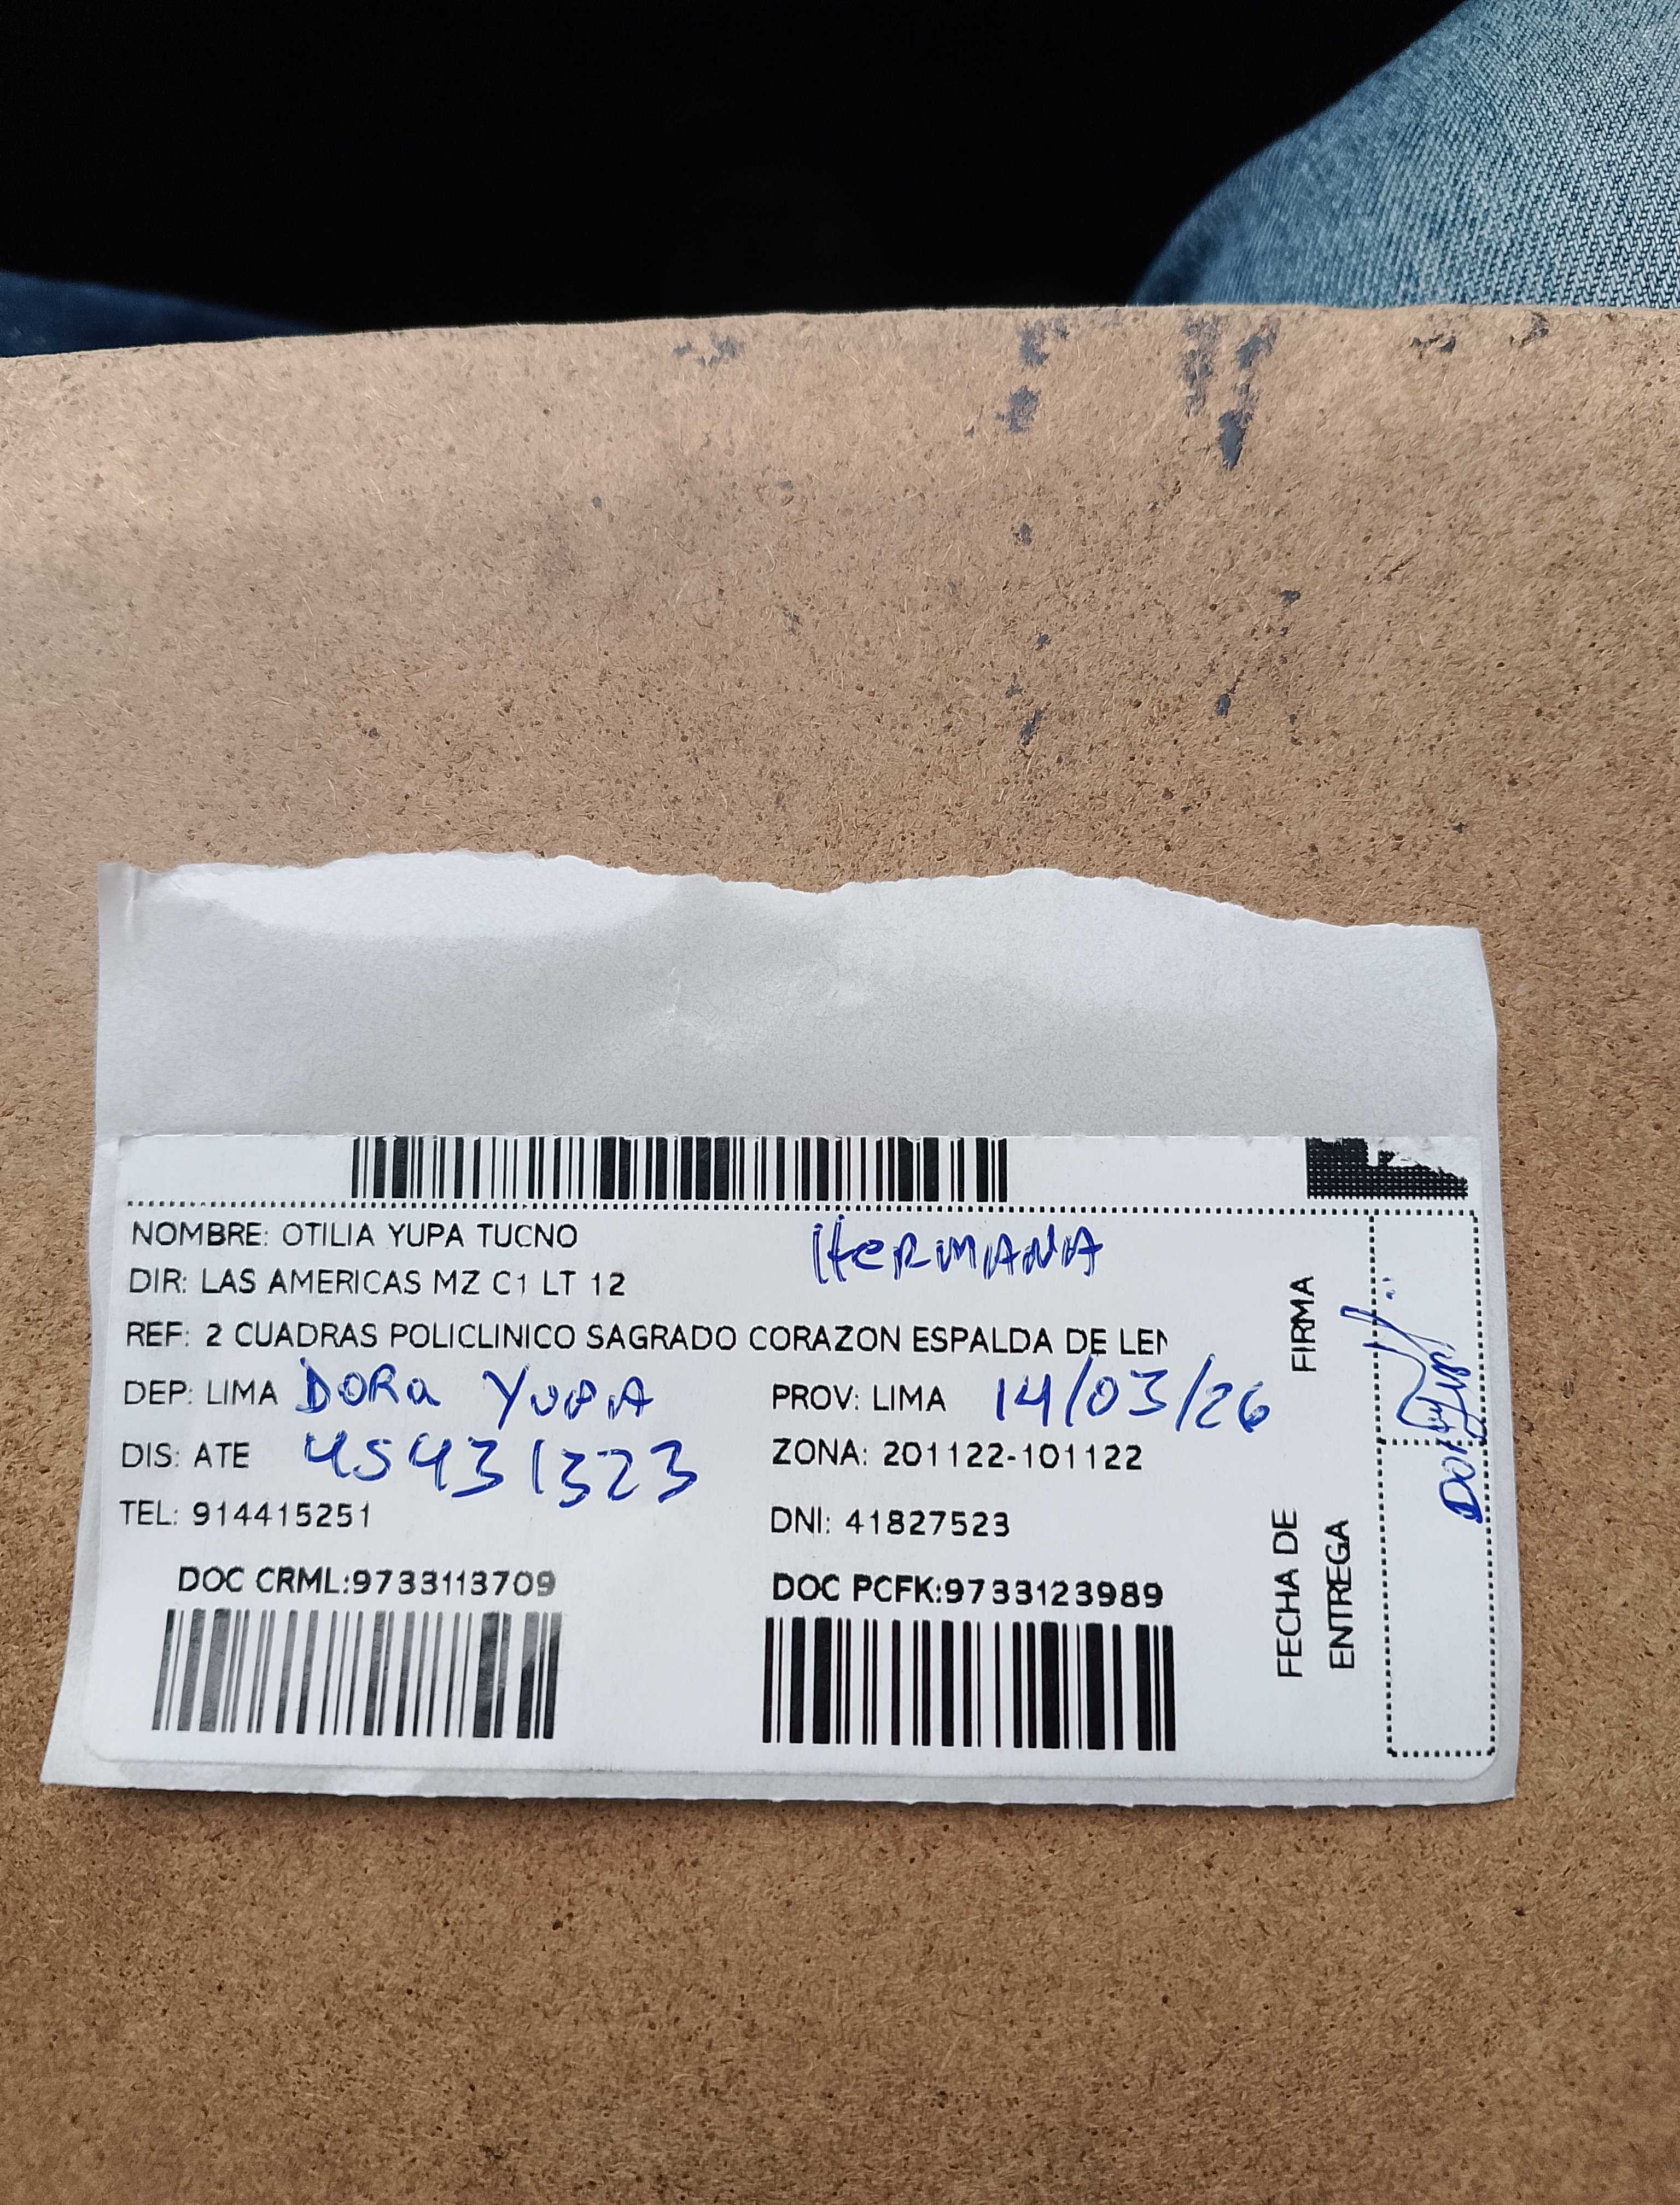 NOMBRE: OTILIA YUPA TUCNO
HERMANA
DIR: LAS AMERICAS MZ C1 LT 12
REF: 2 CUADRAS POLICLINICO SAGRADO CORAZON ESPALDA DE LEN
DEP: LIMA DORA YUPA
PROV: LIMA 14/03/26
DIS: ATE 45431323
ZONA: 201122-101122
TEL: 914415251
DNI: 41827523
DOC CRML:9733113709
DOC PCFK:9733123989
FIRMA
FECHA DE
ENTREGA